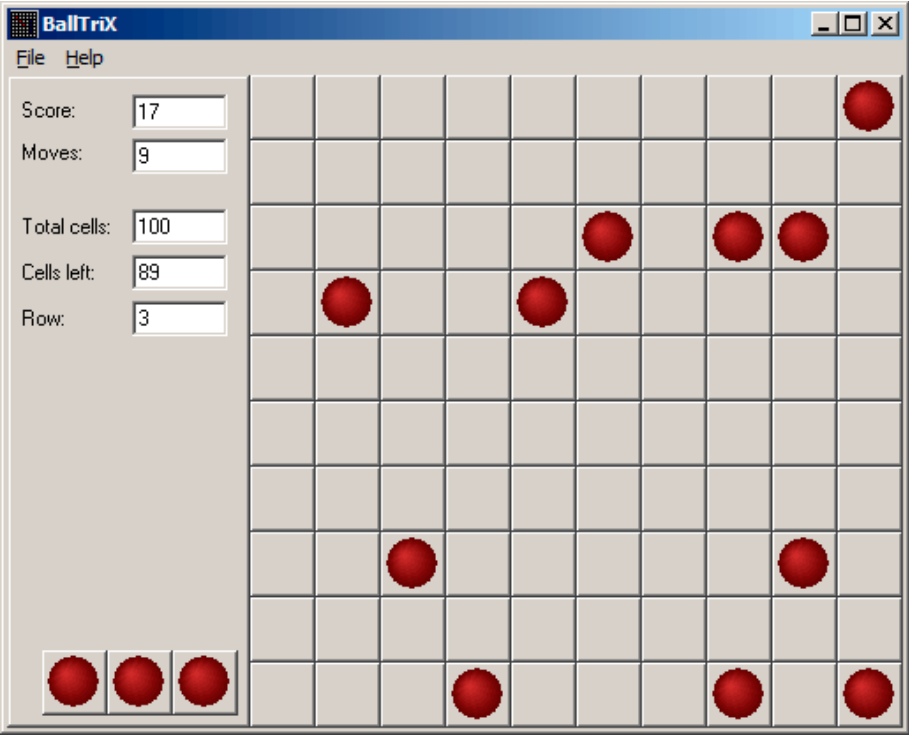 BallTriX
File Help
Score: 17
Moves: 9
Total cells: 100
Cells left: 89
Row: 3